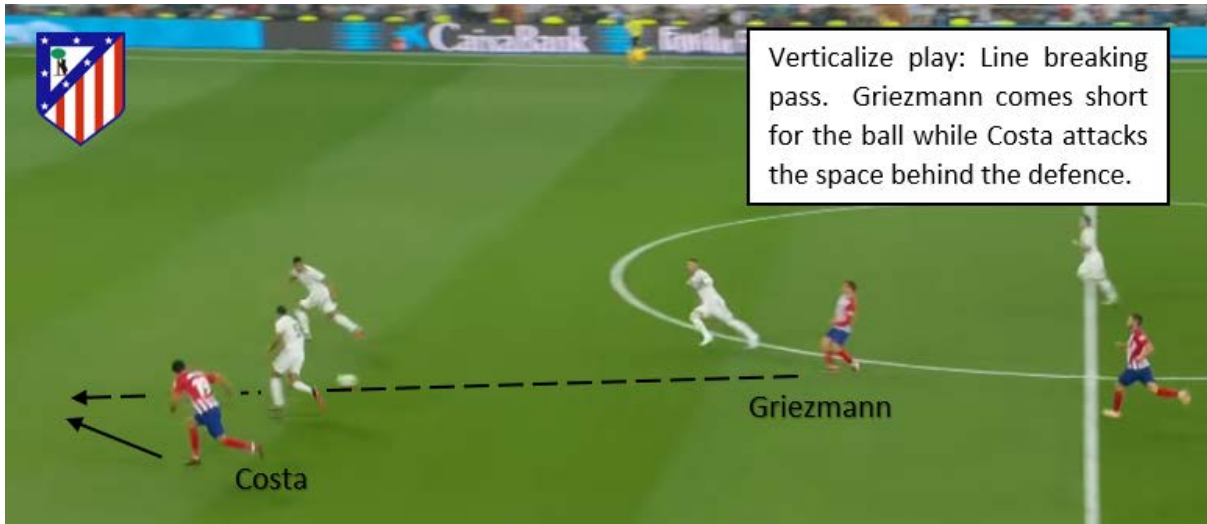 CaixaBank
Verticalize play: Line breaking
pass. Griezmann comes short
for the ball while Costa attacks
the space behind the defence.
Griezmann
19
Costa